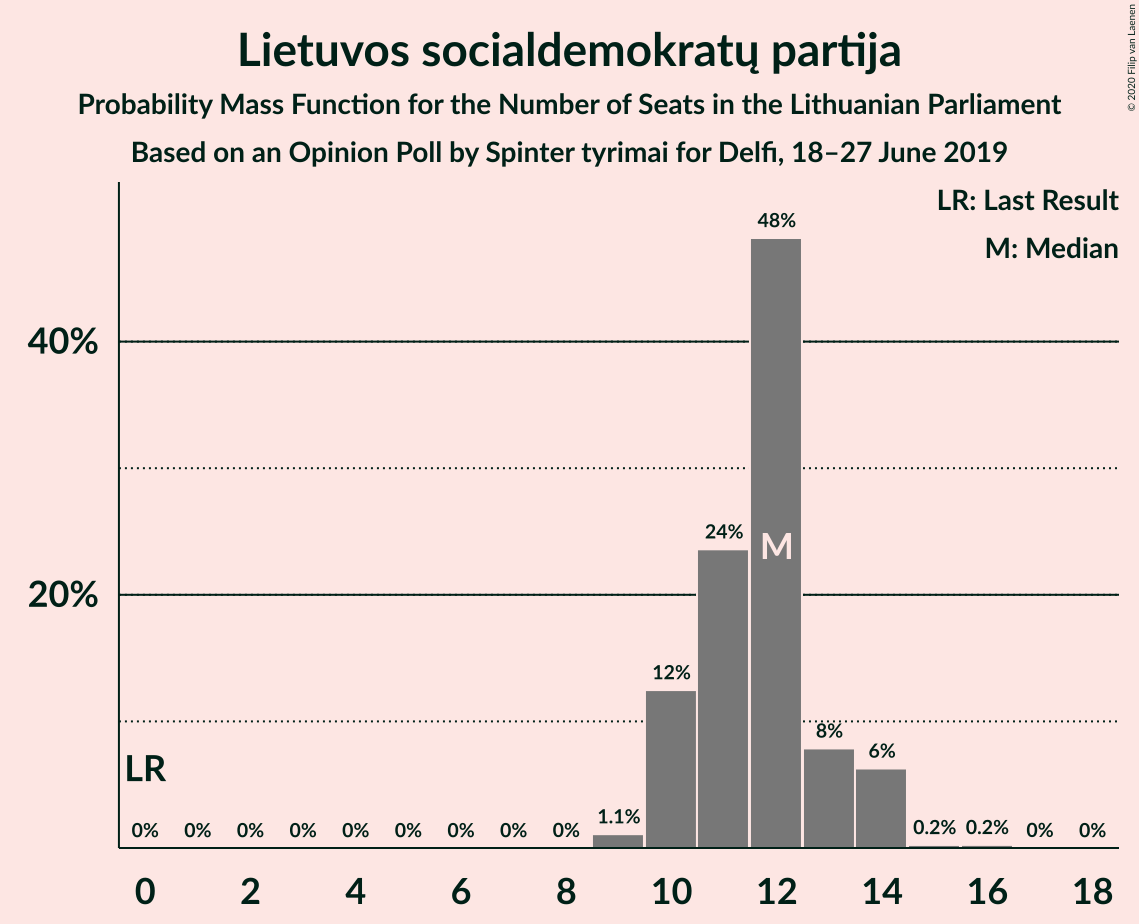 Lietuvos socialdemokratų partija
Probability Mass Function for the Number of Seats in the Lithuanian Parliament
Based on an Opinion Poll by Spinter tyrimai for Delfi, 18–27 June 2019
© 2020 Filip van Laenen
LR: Last Result
M: Median
48%
40%
24%
M
20%
12%
8%
6%
LR
0% 0% 0% 0% 0% 0% 0% 0% 0% 1.1% 0.2% 0.2% 0% 0%
0 2 4 6 8 10 12 14 16 18